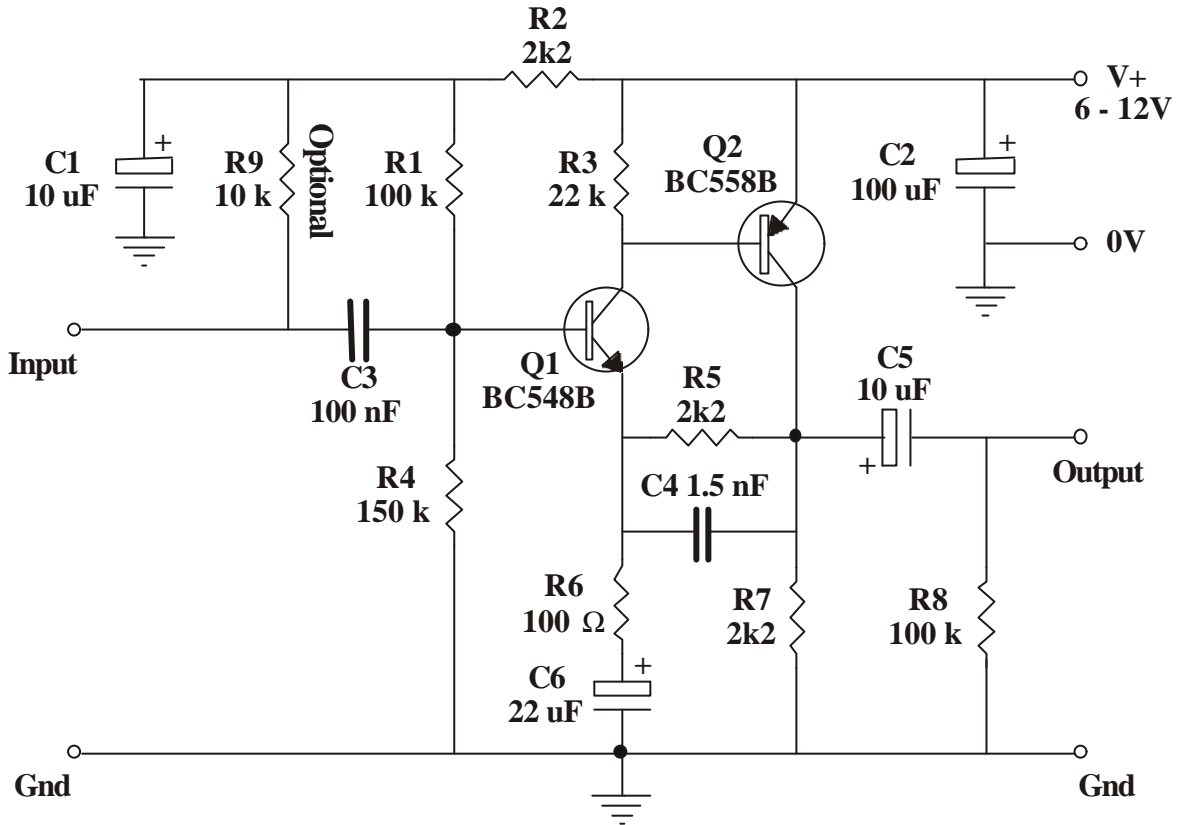 R2
2k2
V+
6 - 12V
C1
10 uF
+
R9
10 k
Optional
R1
100 k
R3
22 k
Q2
BC558B
C2
100 uF
+
0V
Input
C3
100 nF
Q1
BC548B
R5
2k2
C5
10 uF
+
Output
R4
150 k
C4 1.5 nF
R6
100 Ω
R7
2k2
R8
100 k
C6
22 uF
+
Gnd
Gnd